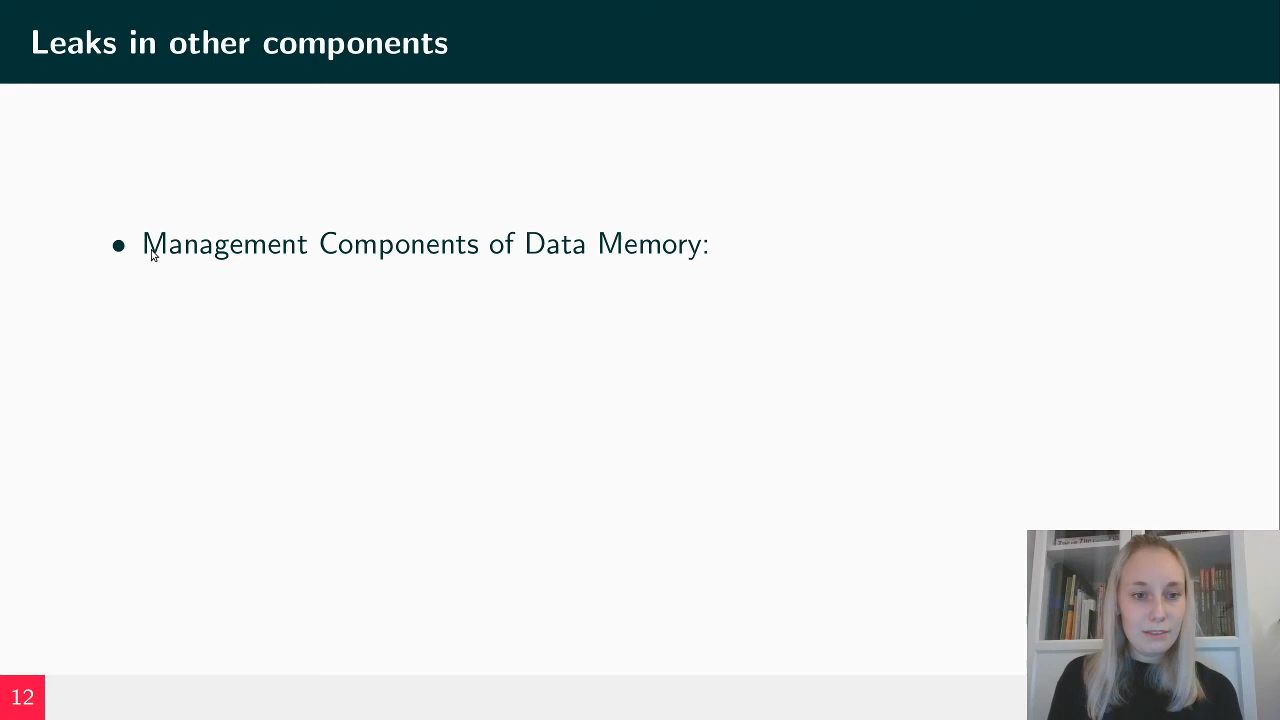 Leaks in other components
• Management Components of Data Memory:
12